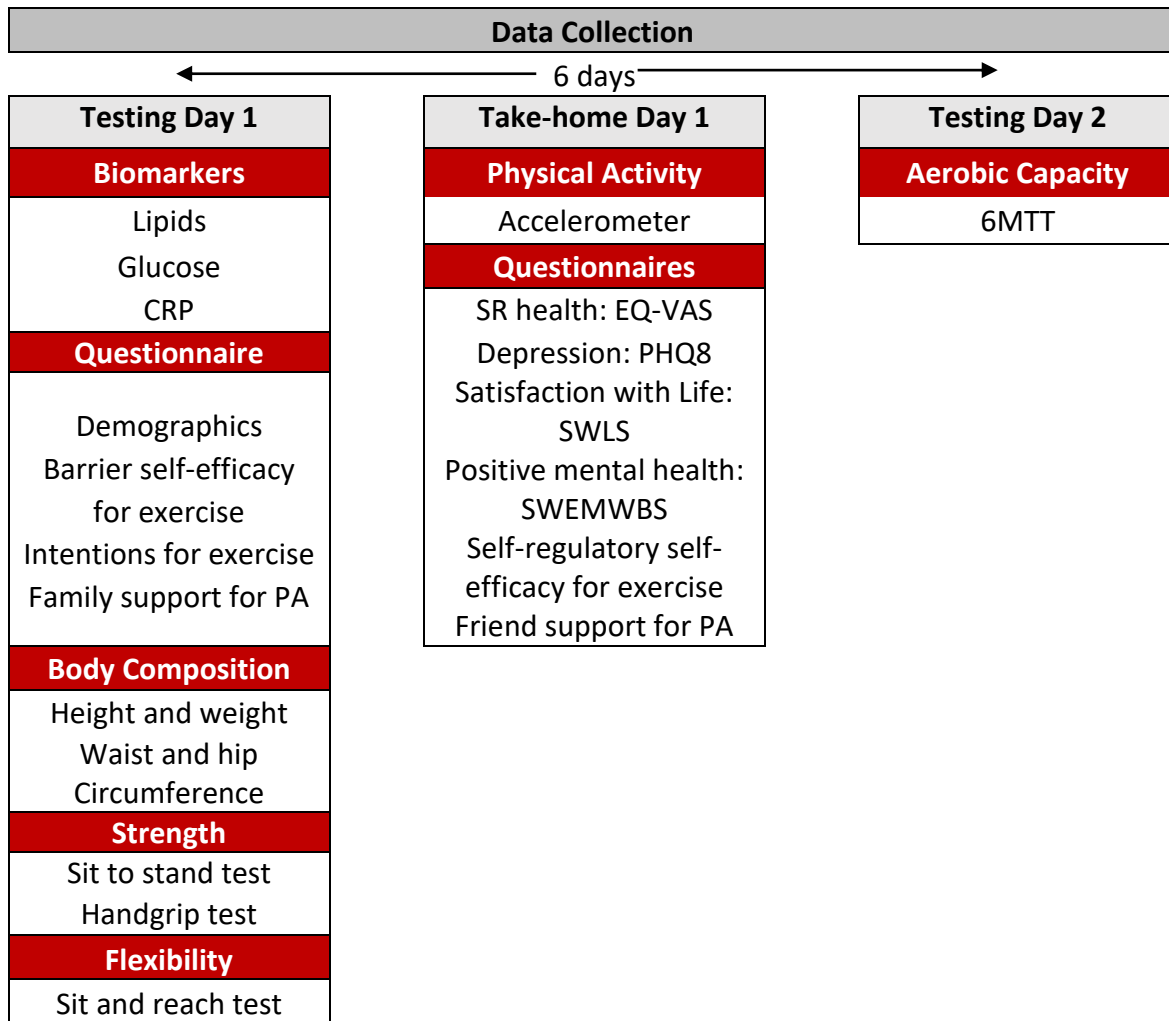 Data Collection
6 days
Testing Day 1
Biomarkers
Lipids
Glucose
CRP
Questionnaire
Demographics
Barrier self-efficacy
for exercise
Intentions for exercise
Family support for PA
Body Composition
Height and weight
Waist and hip
Circumference
Strength
Sit to stand test
Handgrip test
Flexibility
Sit and reach test
Take-home Day 1
Physical Activity
Accelerometer
Questionnaires
SR health: EQ-VAS
Depression: PHQ8
Satisfaction with Life:
SWLS
Positive mental health:
SWEMWBS
Self-regulatory self-
efficacy for exercise
Friend support for PA
Testing Day 2
Aerobic Capacity
6MTT